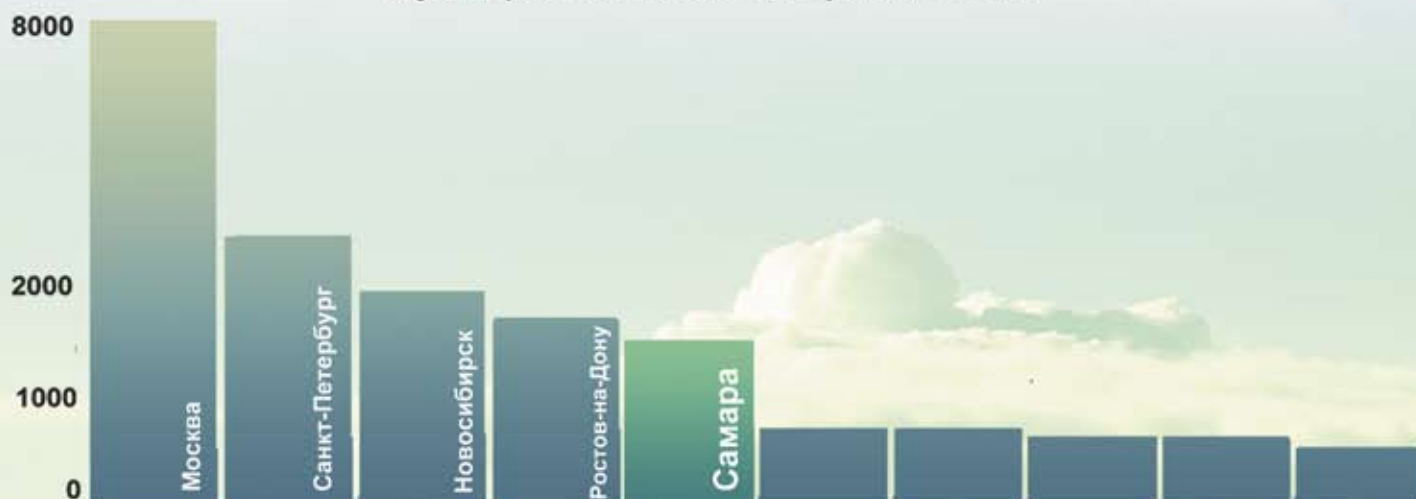 8000
2000
1000
0
Москва
Санкт-Петербург
Новосибирск
Ростов-на-Дону
Самара